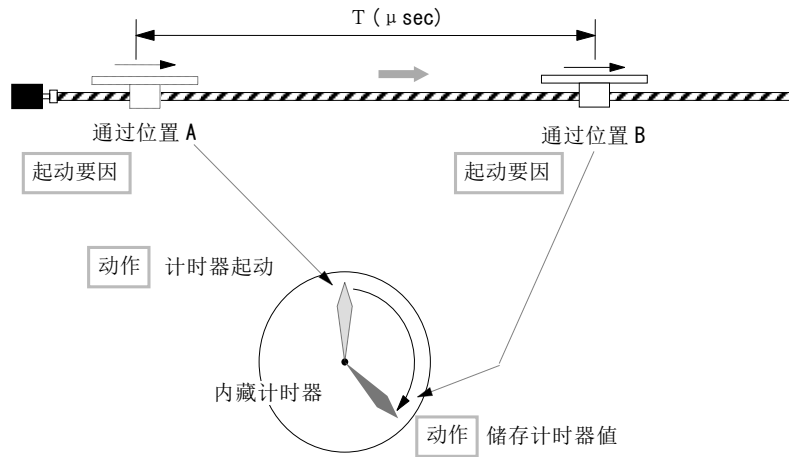 T(μsec)
通过位置 A
通过位置 B
起动要因
起动要因
动作 计时器起动
内藏计时器
动作 储存计时器值